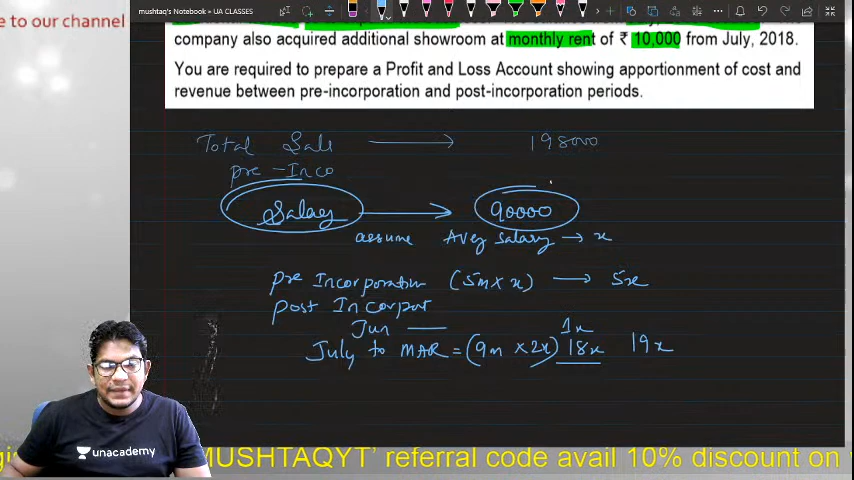 mushtaq's Notebook • UA CLASSES
e to our channel
company also acquired additional showroom at monthly rent of ₹ 10,000 from July, 2018.
You are required to prepare a Profit and Loss Account showing apportionment of cost and
revenue between pre-incorporation and post-incorporation periods.
Total Sale → 198000
pre -Inco
Salary → 90000
assume Aveg salary → x
pre Incorporation (5m × x) → 5x
post Incorport
Jun — 1x
July to MAR = (9m × 2x) 18x 19x
unacademy
MUSHTAQYT' referral code avail 10% discount on